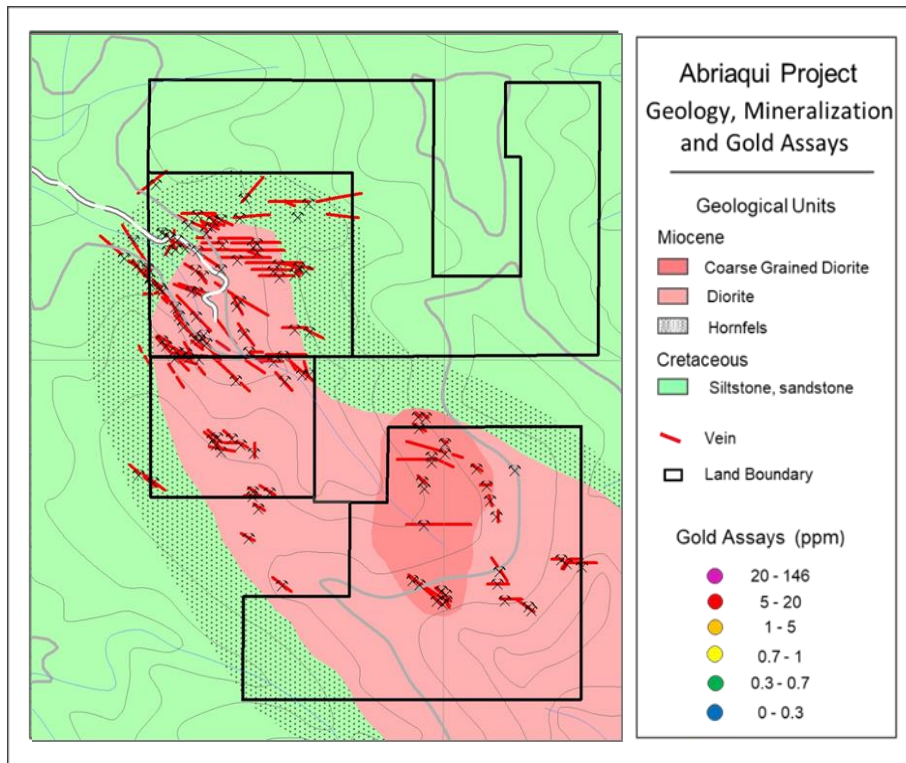 Abriaqui Project
Geology, Mineralization
and Gold Assays
Geological Units
Miocene
Coarse Grained Diorite
Diorite
Hornfels
Cretaceous
Siltstone, sandstone
Vein
Land Boundary
Gold Assays (ppm)
20 - 146
5 - 20
1 - 5
0.7 - 1
0.3 - 0.7
0 - 0.3